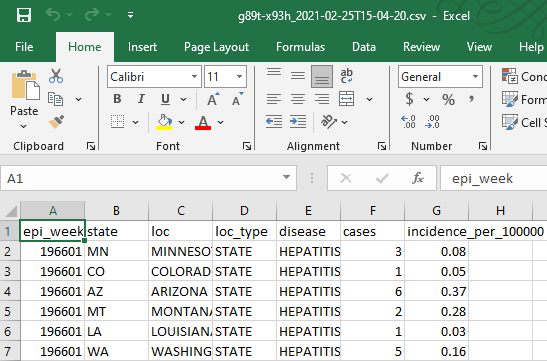 g89t-x93h_2021-02-25T15-04-20.csv - Excel
File Home Insert Page Layout Formulas Data Review View
Paste
Calibri 11 A A
B I U A
ab
General
$ % 9
Cond
Form
Cell S
Clipboard Font Alignment Number
A1 fx epi_week
A B C D E F G H
1 epi_week state loc loc_type disease cases incidence_per_100000
2 196601 MN MINNESOT STATE HEPATITIS 3 0.08
3 196601 CO COLORAD STATE HEPATITIS 1 0.05
4 196601 AZ ARIZONA STATE HEPATITIS 6 0.37
5 196601 MT MONTANA STATE HEPATITIS 2 0.28
6 196601 LA LOUISIAN STATE HEPATITIS 1 0.03
7 196601 WA WASHING STATE HEPATITIS 5 0.16